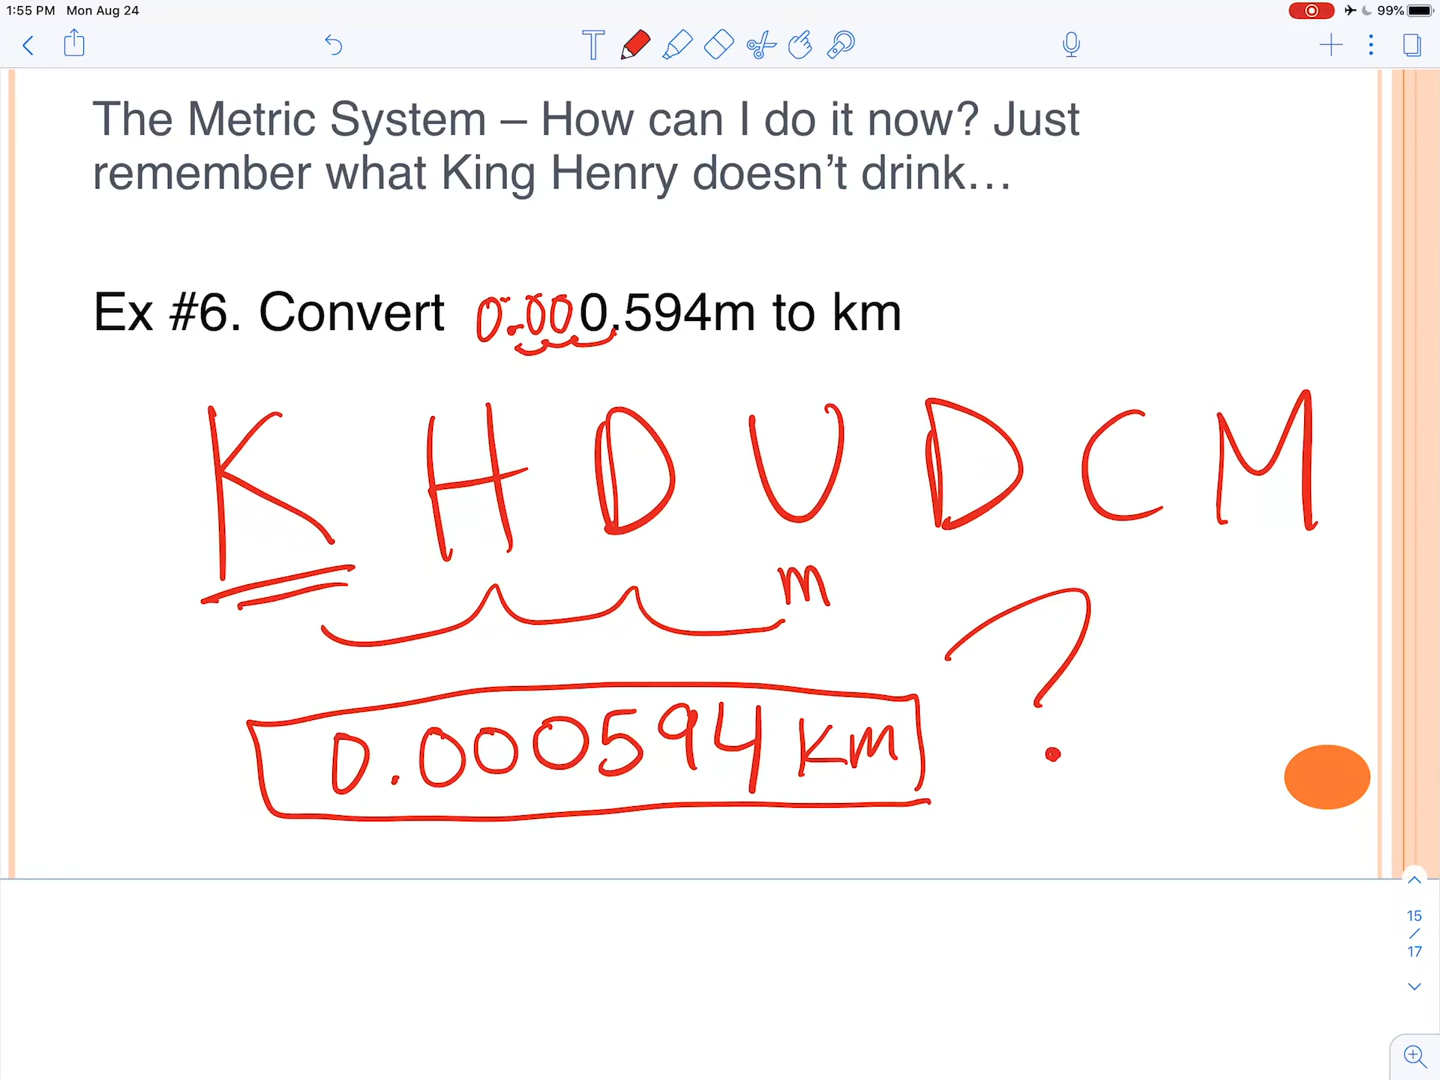 1:55 PM Mon Aug 24 99%
The Metric System – How can I do it now? Just
remember what King Henry doesn’t drink…
Ex #6. Convert 0.000.594m to km
K H D U D C M
m
?
0.000594 km
15
/
17